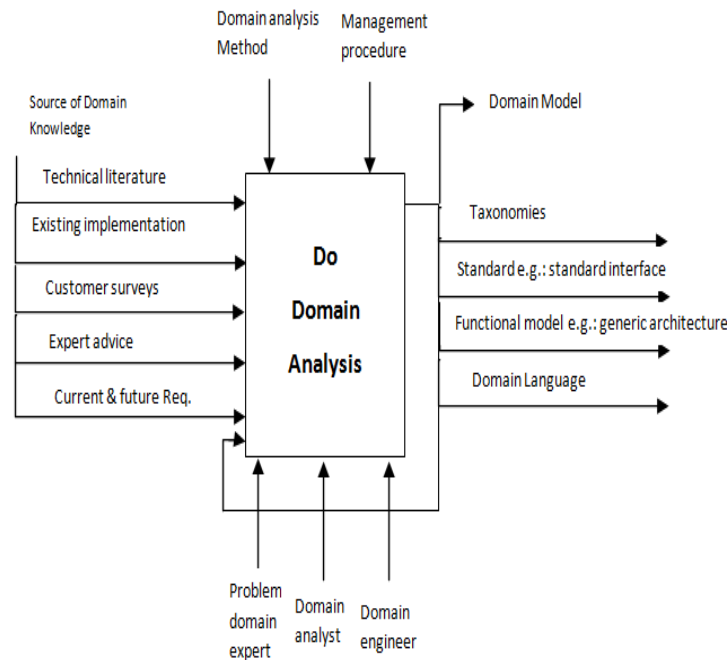 Domain analysis
Method
Management
procedure
Source of Domain
Knowledge
Domain Model
Technical literature
Taxonomies
Existing implementation
Do
Domain
Analysis
Standard e.g.: standard interface
Customer surveys
Functional model e.g.: generic architecture
Expert advice
Domain Language
Current & future Req.
Problem
domain
expert
Domain
analyst
Domain
engineer